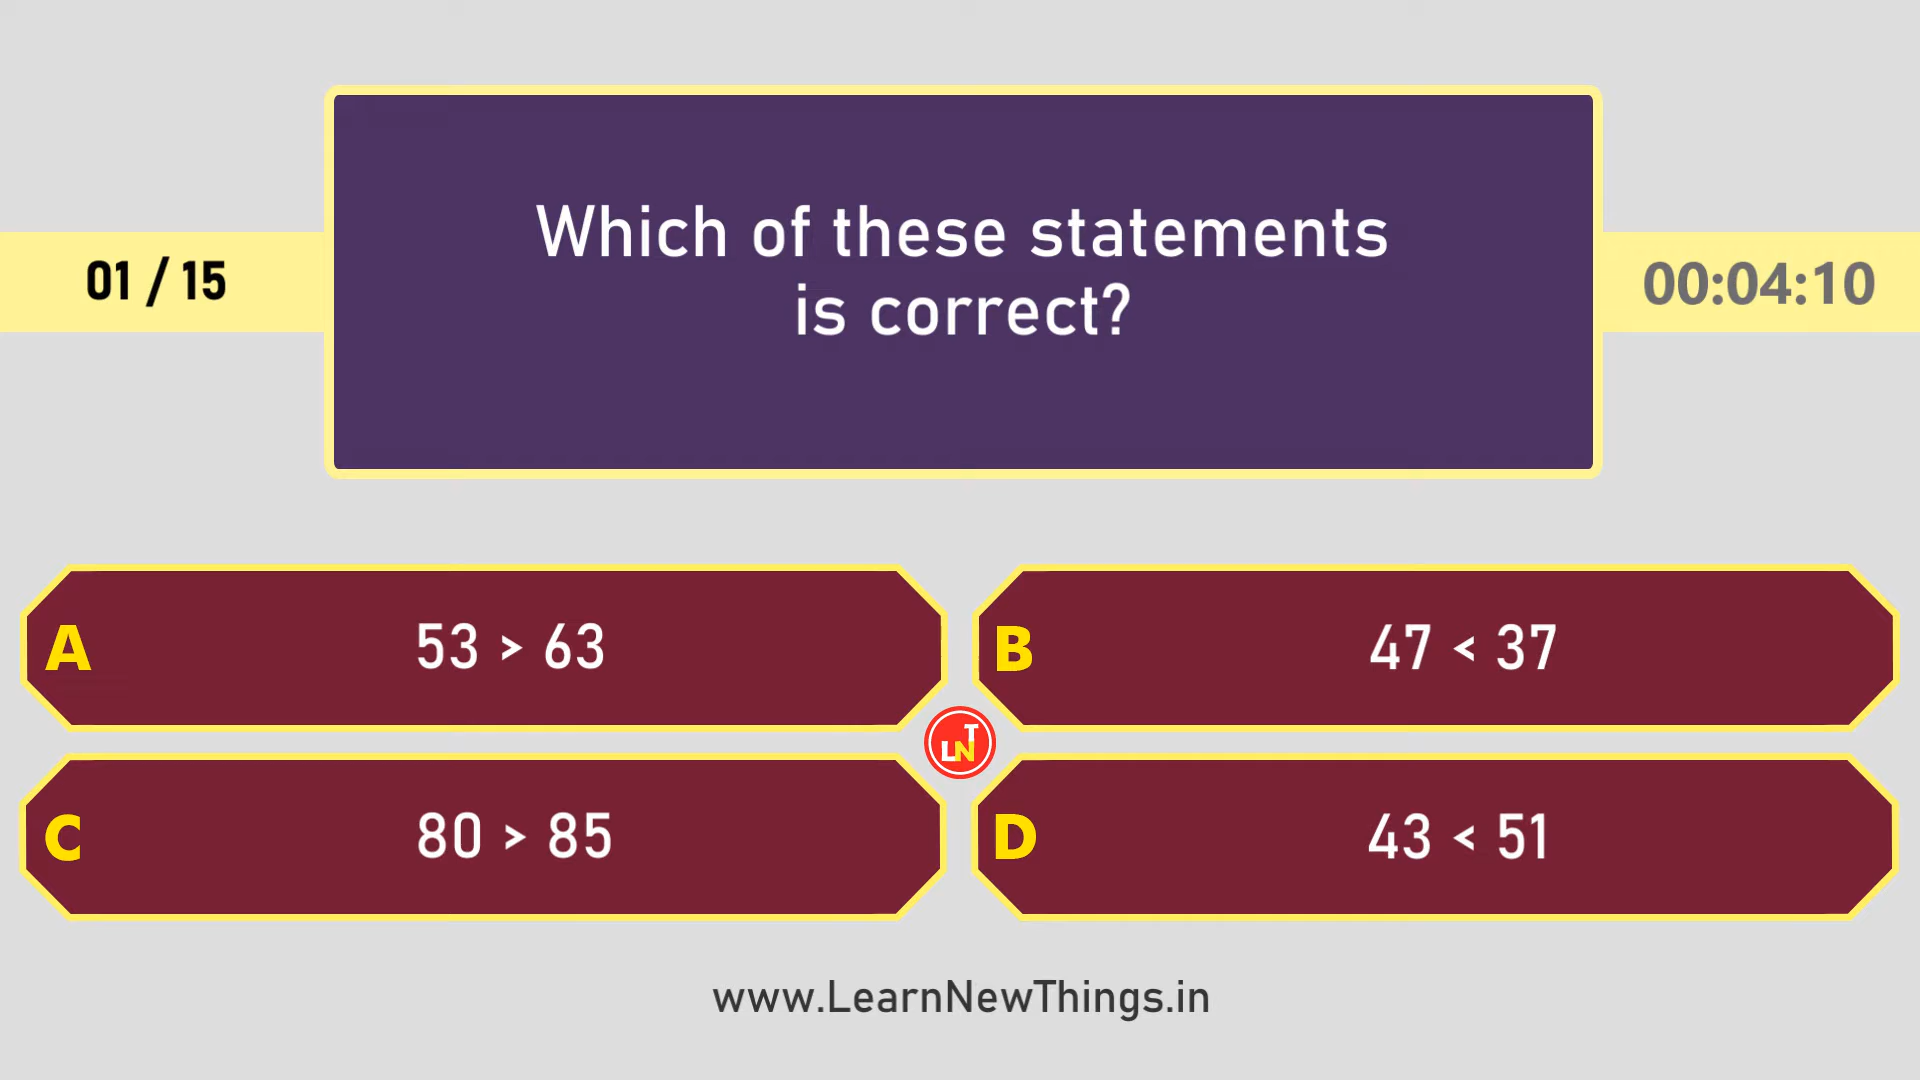 Which of these statements
is correct?
01 / 15
00:04:10
A
53 > 63
B
47 < 37
LNT
C
80 > 85
D
43 < 51
www.LearnNewThings.in